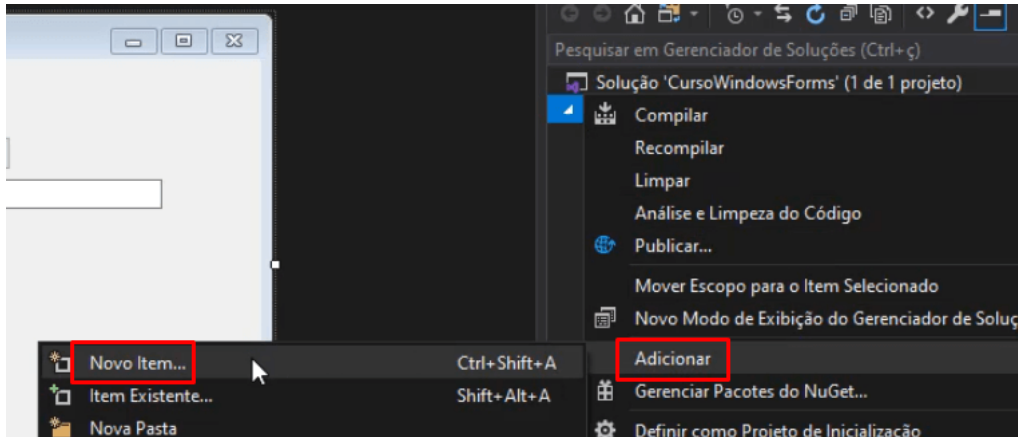 Pesquisar em Gerenciador de Soluções (Ctrl+ç)
Solução 'CursoWindowsForms' (1 de 1 projeto)
Compilar
Recompilar
Limpar
Análise e Limpeza do Código
Publicar...
Mover Escopo para o Item Selecionado
Novo Modo de Exibição do Gerenciador de Soluç
Adicionar
Gerenciar Pacotes do NuGet...
Definir como Projeto de Inicialização
Novo Item... Ctrl+Shift+A
Item Existente... Shift+Alt+A
Nova Pasta